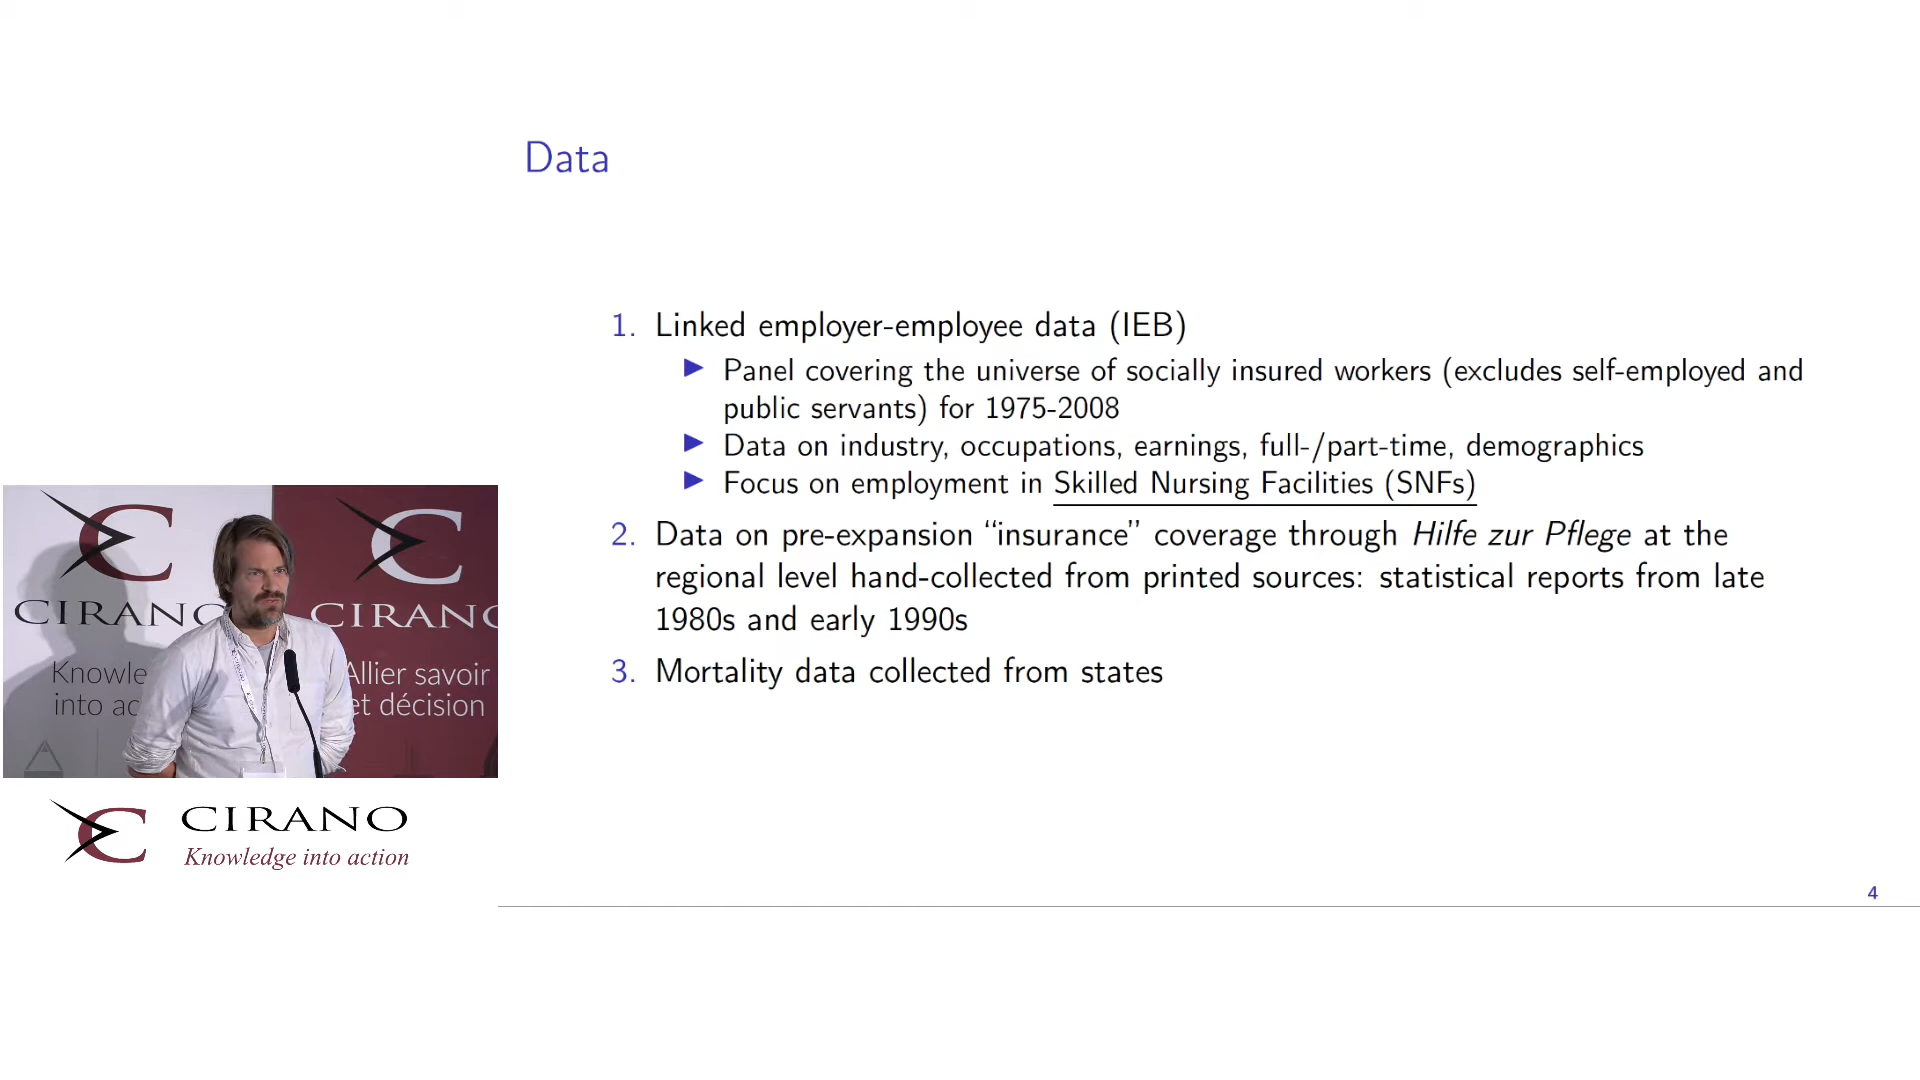 Data
1. Linked employer-employee data (IEB)
▶ Panel covering the universe of socially insured workers (excludes self-employed and
public servants) for 1975-2008
▶ Data on industry, occupations, earnings, full-/part-time, demographics
▶ Focus on employment in Skilled Nursing Facilities (SNFs)
2. Data on pre-expansion “insurance” coverage through Hilfe zur Pflege at the
regional level hand-collected from printed sources: statistical reports from late
1980s and early 1990s
3. Mortality data collected from states
4
CIRANO
CIRANO
Knowle
into ac
Allier savoir
et décision
CIRANO
Knowledge into action